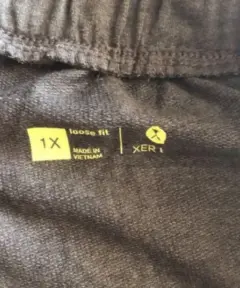 1X
loose fit
MADE IN
VIETNAM
XER